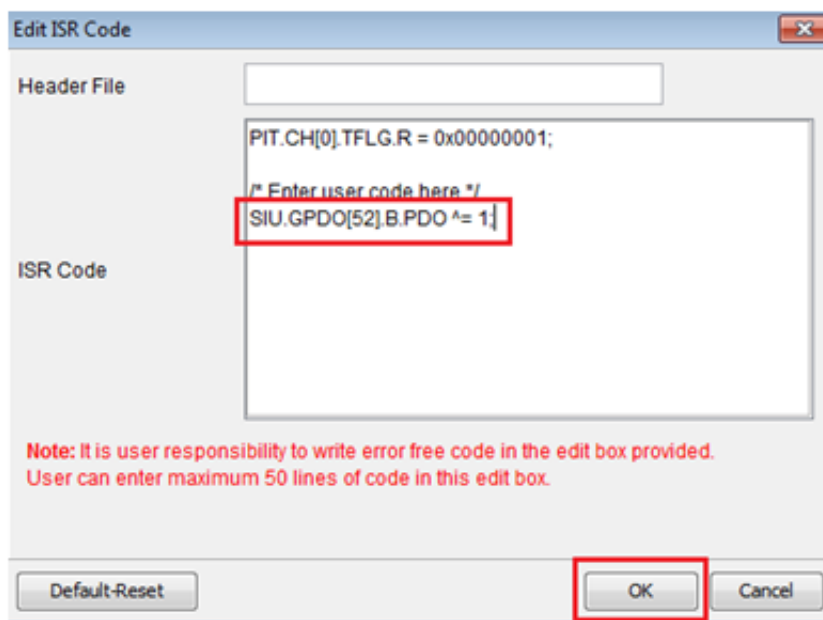 Edit ISR Code
Header File
PIT.CH[0].TFLG.R = 0x00000001;
/* Enter user code here */
SIU.GPDO[52].B.PDO ^= 1;
ISR Code
Note: It is user responsibility to write error free code in the edit box provided.
User can enter maximum 50 lines of code in this edit box.
Default-Reset
OK
Cancel